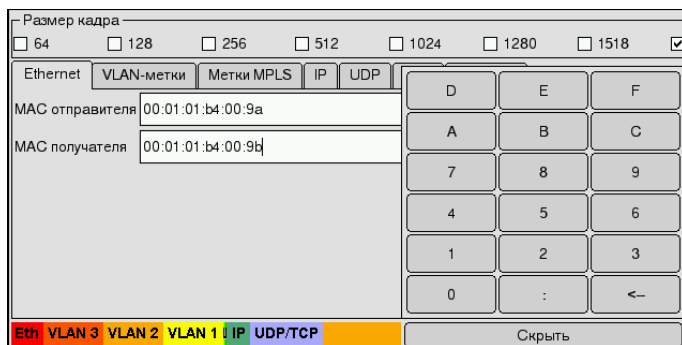 Размер кадра
64 128 256 512 1024 1280 1518
Ethernet VLAN-метки Метки MPLS IP UDP
MAC отправителя 00:01:01:b4:00:9a
MAC получателя 00:01:01:b4:00:9b
D E F
A B C
7 8 9
4 5 6
1 2 3
0 : <--
Eth VLAN 3 VLAN 2 VLAN 1 IP UDP/TCP
Скрыть